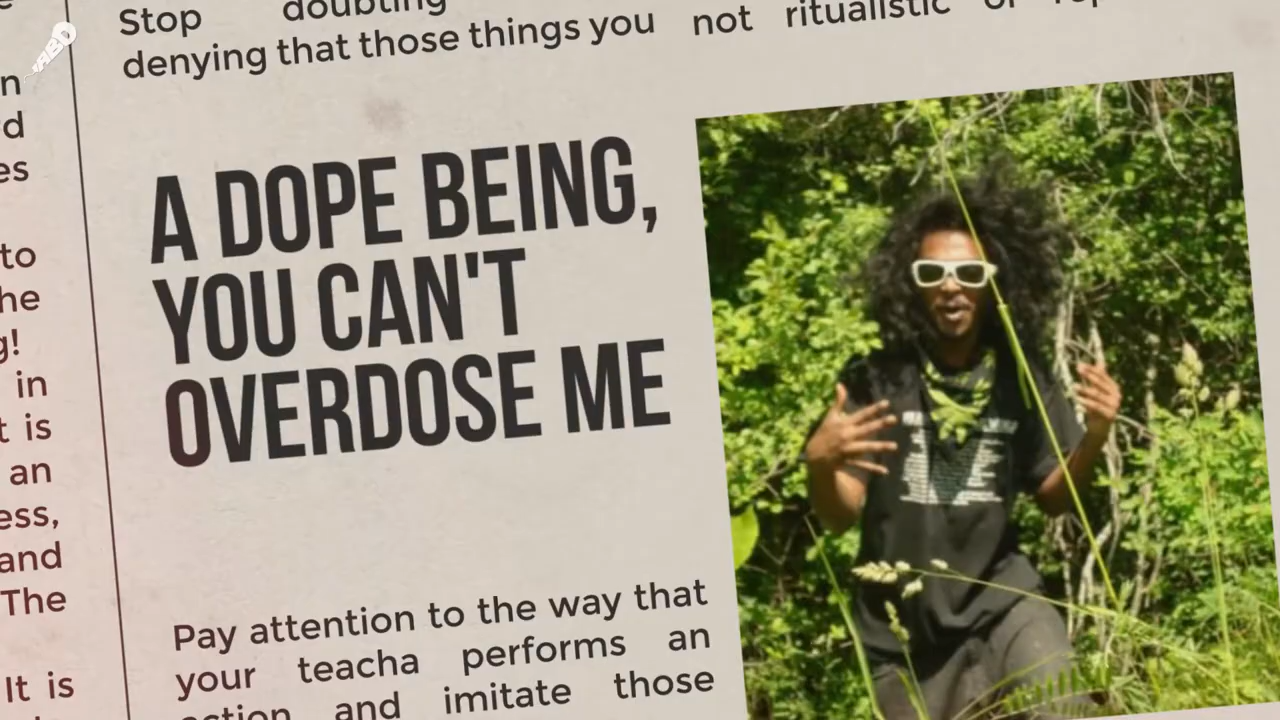 Stop doubting
denying that those things you not ritualistic
n
rd
es
to
he
g!
in
t is
an
ess,
and
The
It is
A DOPE BEING,
YOU CAN'T
OVERDOSE ME
Pay attention to the way that
your teacha performs an
action and imitate those